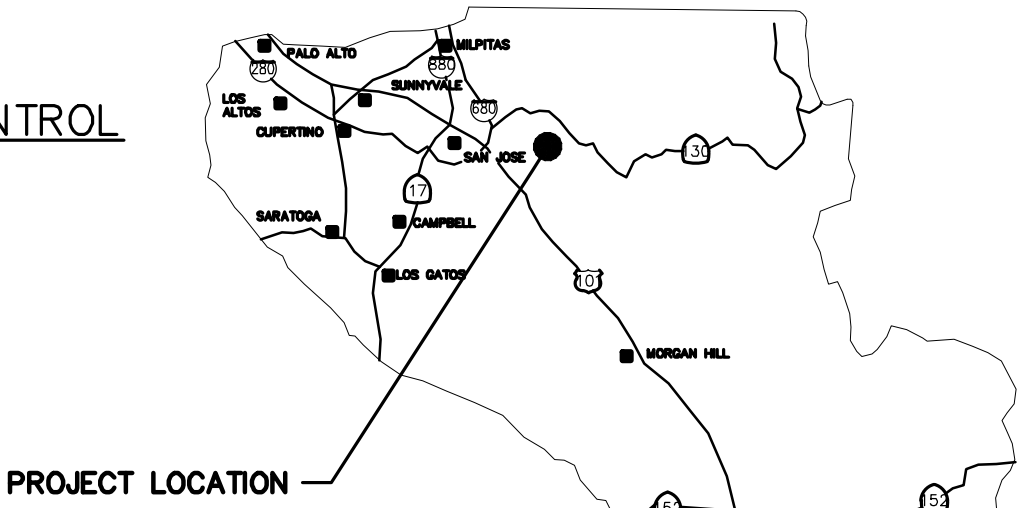 NTROL
PALO ALTO
MILPITAS
280
880
SUNNYVALE
LOS
ALTOS
680
CUPERTINO
SAN JOSE
130
17
SARATOGA
CAMPBELL
LOS GATOS
101
MORGAN HILL
PROJECT LOCATION
152
152